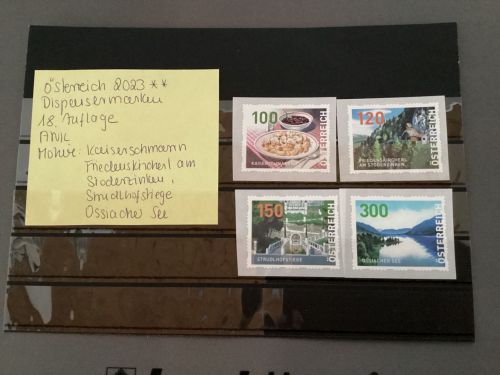 Österreich 2023 **
Dispensermarken
18. Auflage
Motive: Kaiserschmarrn
Friedenskircherl am
Stoderzinken,
Strudlhofstiege
Ossiacher See
100
KAISERSCHMARRN
ÖSTERREICH
120
FRIEDENSKIRCHERL
AM STODERZINKEN
ÖSTERREICH
150
STRUDLHOFSTIEGE
ÖSTERREICH
300
OSSIACHER SEE
ÖSTERREICH